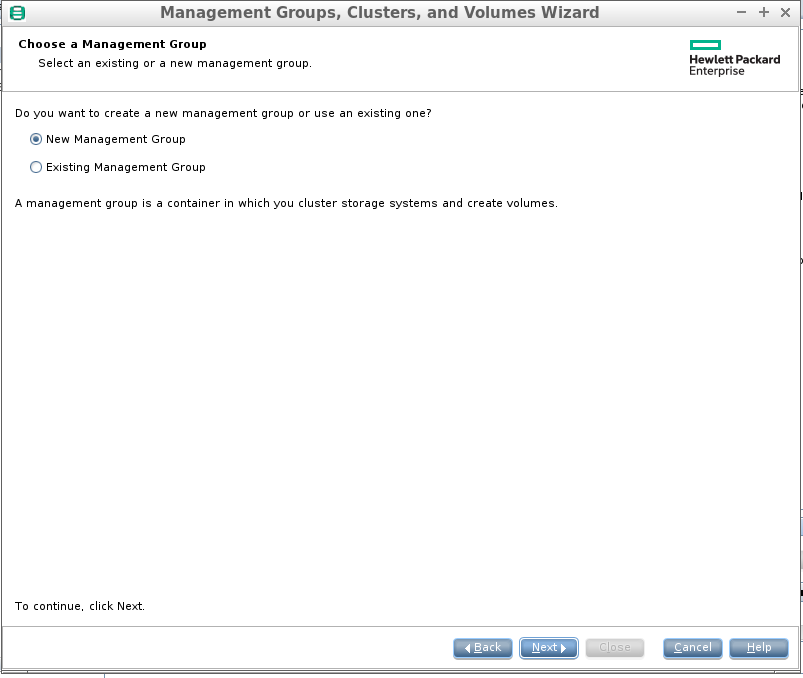 Management Groups, Clusters, and Volumes Wizard
Choose a Management Group
Select an existing or a new management group.
Hewlett Packard
Enterprise
Do you want to create a new management group or use an existing one?
New Management Group
Existing Management Group
A management group is a container in which you cluster storage systems and create volumes.
To continue, click Next.
Back Next Close Cancel Help